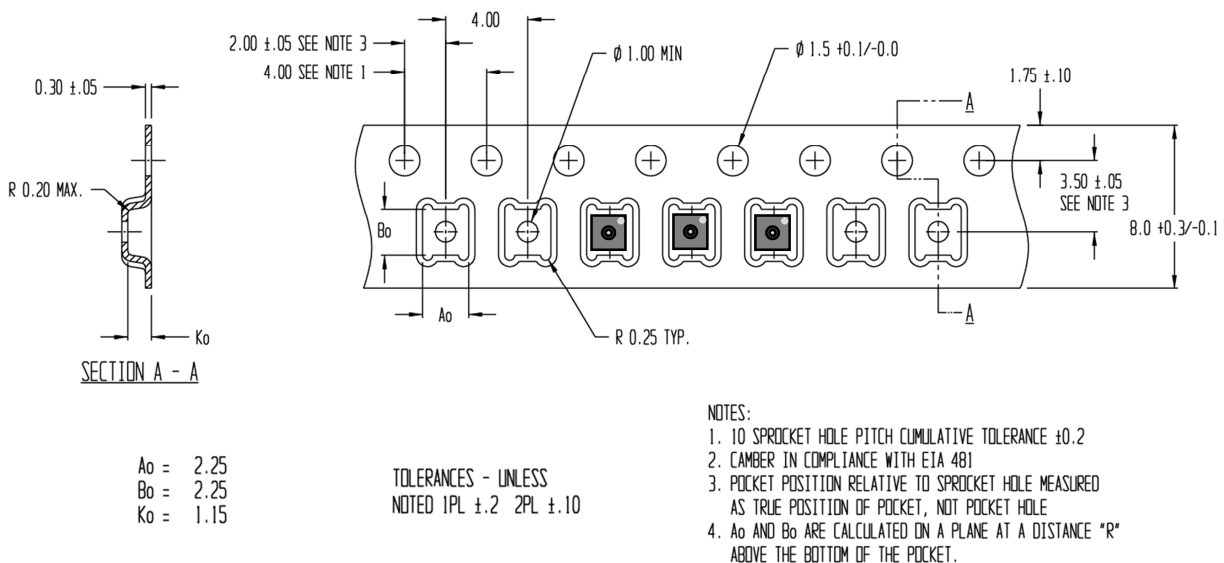 4.00
2.00 ±.05 SEE NOTE 3
Ø 1.00 MIN
Ø 1.5 +0.1/-0.0
4.00 SEE NOTE 1
1.75 ±.10
0.30 ±.05
A
R 0.20 MAX.
3.50 ±.05
SEE NOTE 3
Bo
8.0 +0.3/-0.1
Ao
A
Ko
R 0.25 TYP.
SECTION A - A
Ao = 2.25
Bo = 2.25
Ko = 1.15
TOLERANCES - UNLESS
NOTED 1PL ±.2 2PL ±.10
NOTES:
1. 10 SPROCKET HOLE PITCH CUMULATIVE TOLERANCE ±0.2
2. CAMBER IN COMPLIANCE WITH EIA 481
3. POCKET POSITION RELATIVE TO SPROCKET HOLE MEASURED
AS TRUE POSITION OF POCKET, NOT POCKET HOLE
4. Ao AND Bo ARE CALCULATED ON A PLANE AT A DISTANCE "R"
ABOVE THE BOTTOM OF THE POCKET.